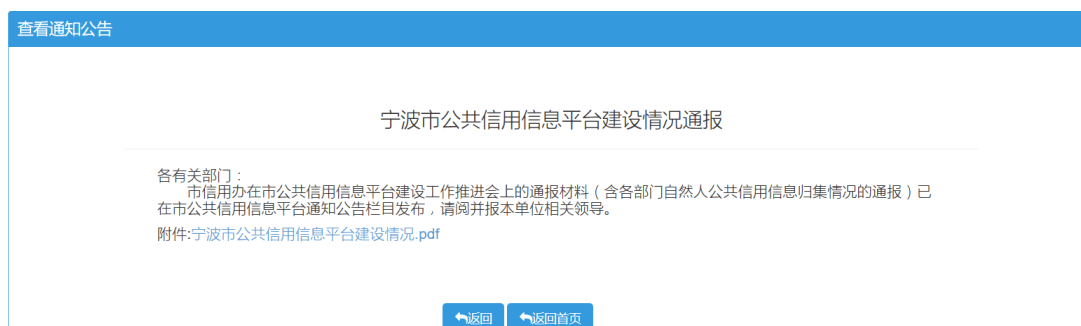 查看通知公告
宁波市公共信用信息平台建设情况通报
各有关部门：
市信用办在市公共信用信息平台建设工作推进会上的通报材料（含各部门自然人公共信用信息归集情况的通报）已
在市公共信用信息平台通知公告栏目发布，请阅并报本单位相关领导。
附件:宁波市公共信用信息平台建设情况.pdf
返回 返回首页